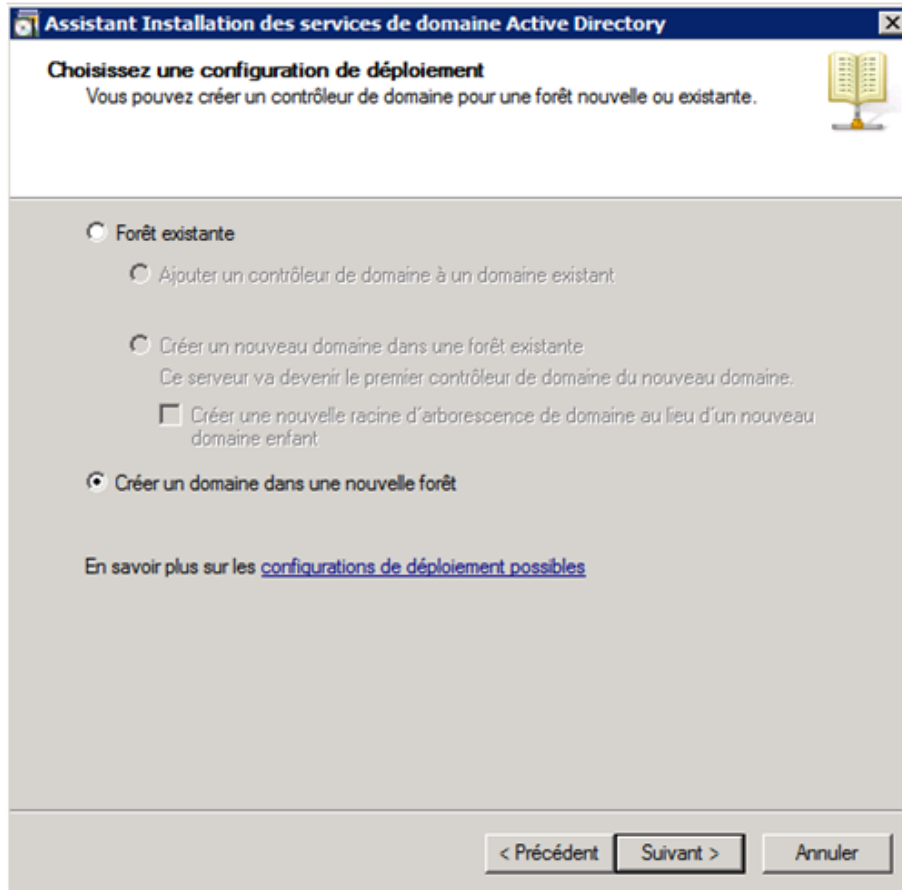 Assistant Installation des services de domaine Active Directory
Choisissez une configuration de déploiement
Vous pouvez créer un contrôleur de domaine pour une forêt nouvelle ou existante.
Forêt existante
Ajouter un contrôleur de domaine à un domaine existant
Créer un nouveau domaine dans une forêt existante
Ce serveur va devenir le premier contrôleur de domaine du nouveau domaine.
Créer une nouvelle racine d'arborescence de domaine au lieu d'un nouveau
domaine enfant
Créer un domaine dans une nouvelle forêt
En savoir plus sur les configurations de déploiement possibles
< Précédent Suivant > Annuler